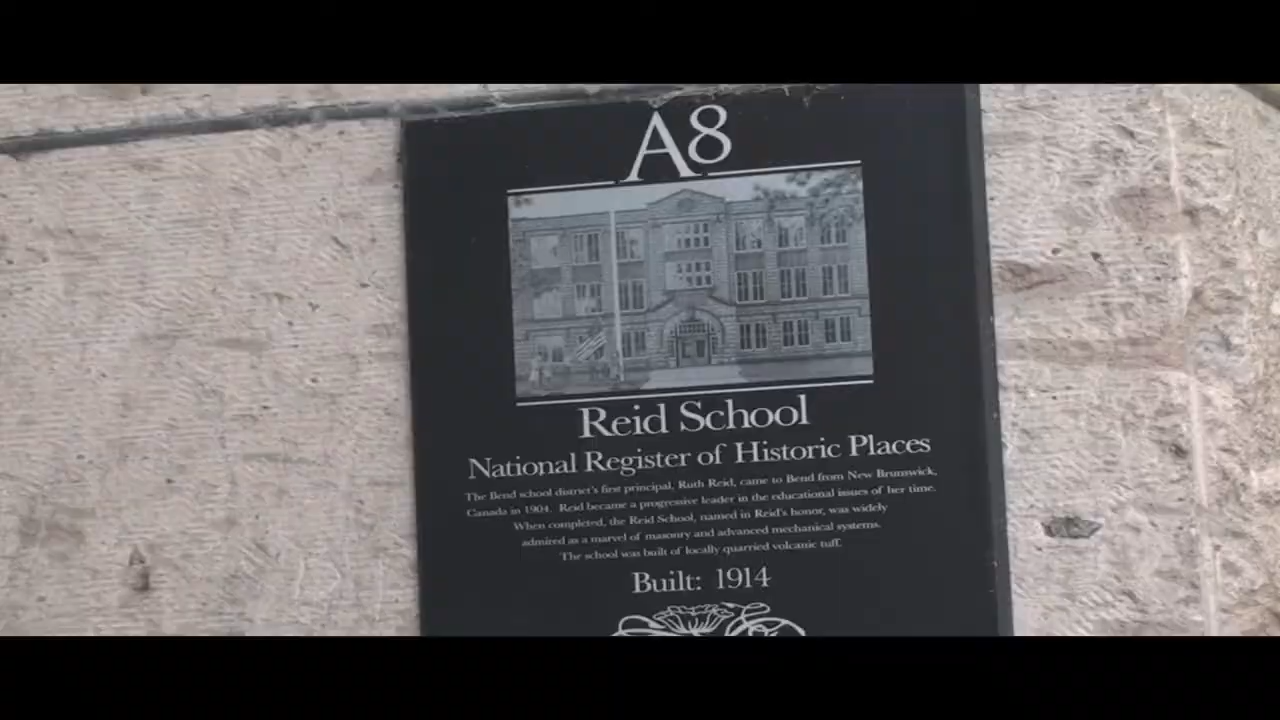 A8
Reid School
National Register of Historic Places
The Bend school district's first principal, Ruth Reid, came to Bend from New Brunwick,
Canada in 1904. Reid became a progressive leader in the educational issues of her time.
When completed, the Reid School, named in Reid's honor, was widely
admired as a marvel of masonry and advanced mechanical systems.
The school was built of locally quarried volcanic tuff.
Built: 1914